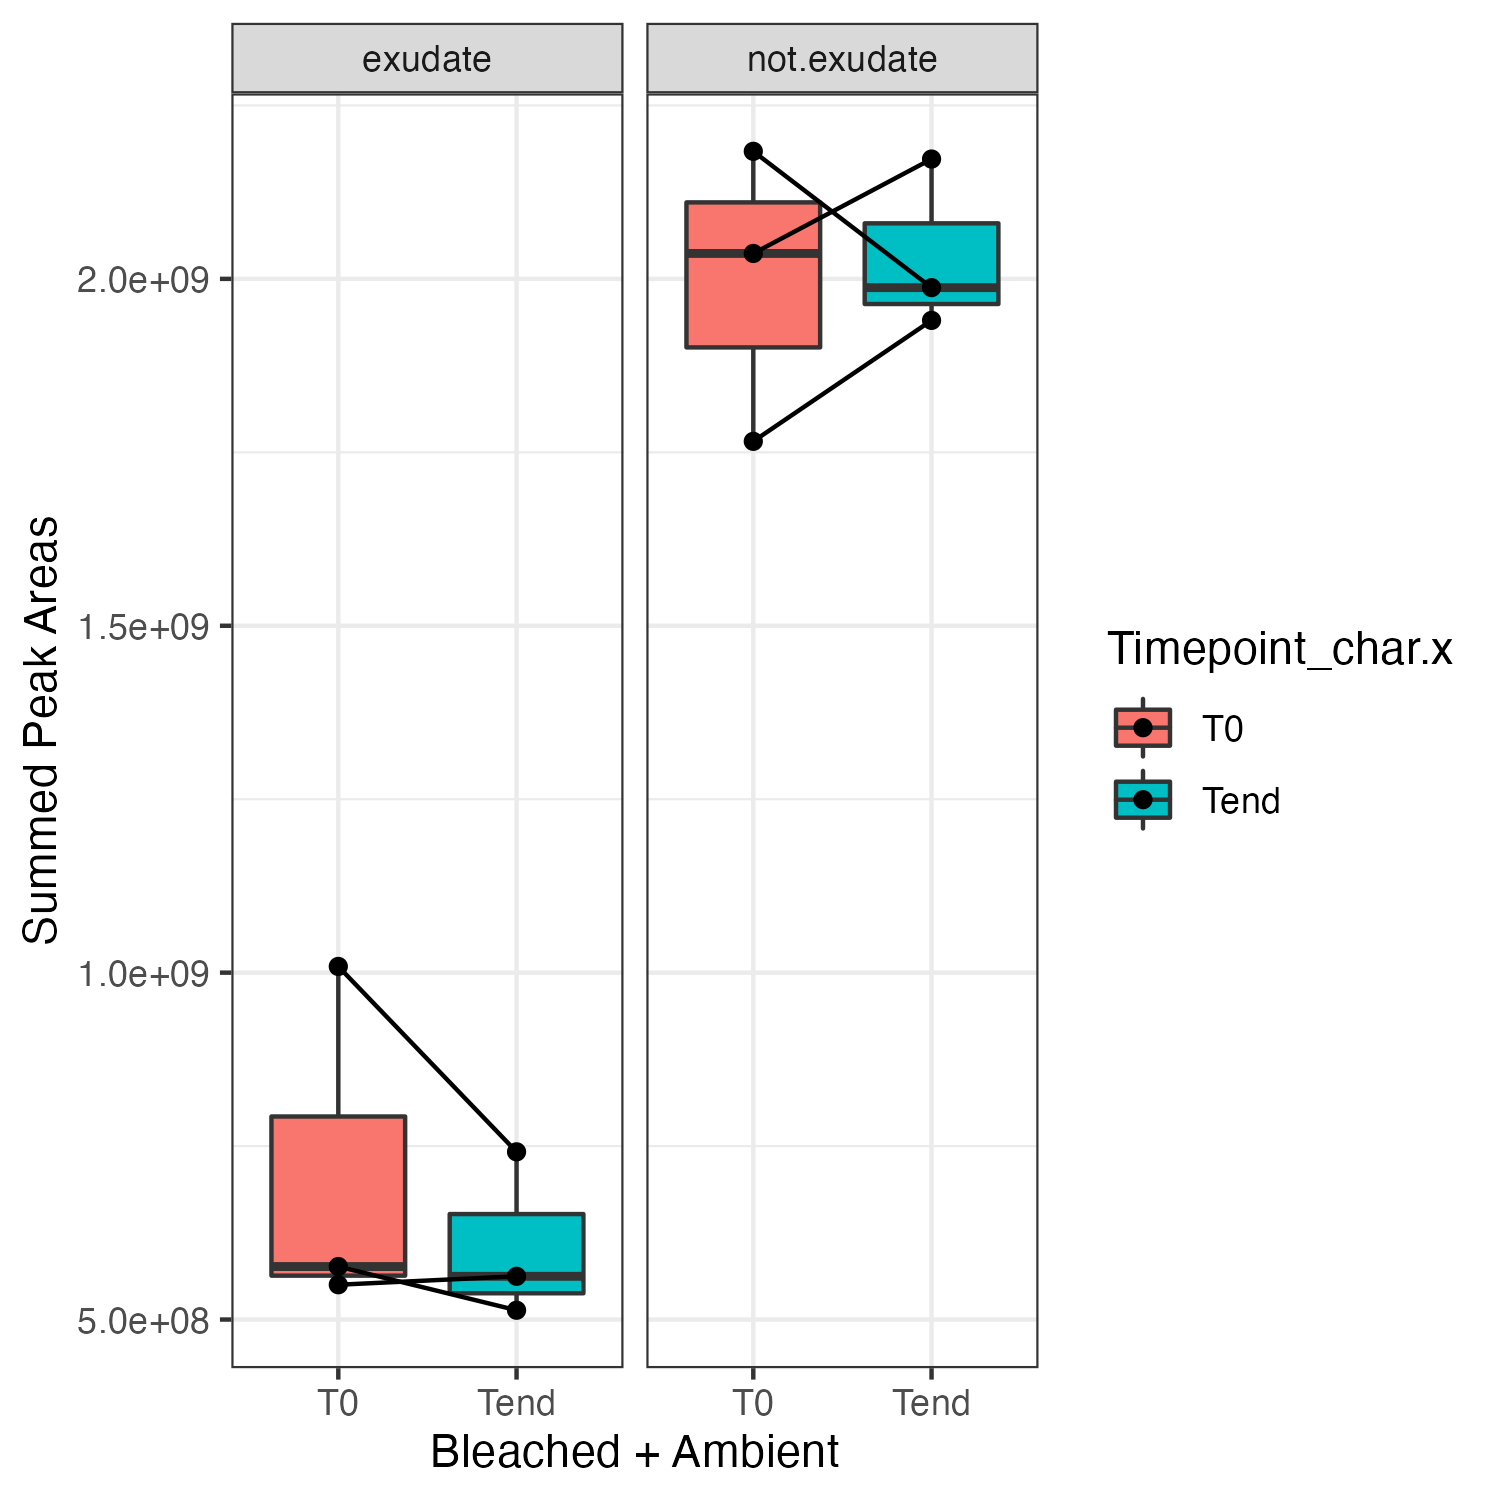 exudate
not.exudate
Summed Peak Areas
2.0e+09
1.5e+09
1.0e+09
5.0e+08
T0
Tend
T0
Tend
Bleached + Ambient
Timepoint_char.x
T0
Tend